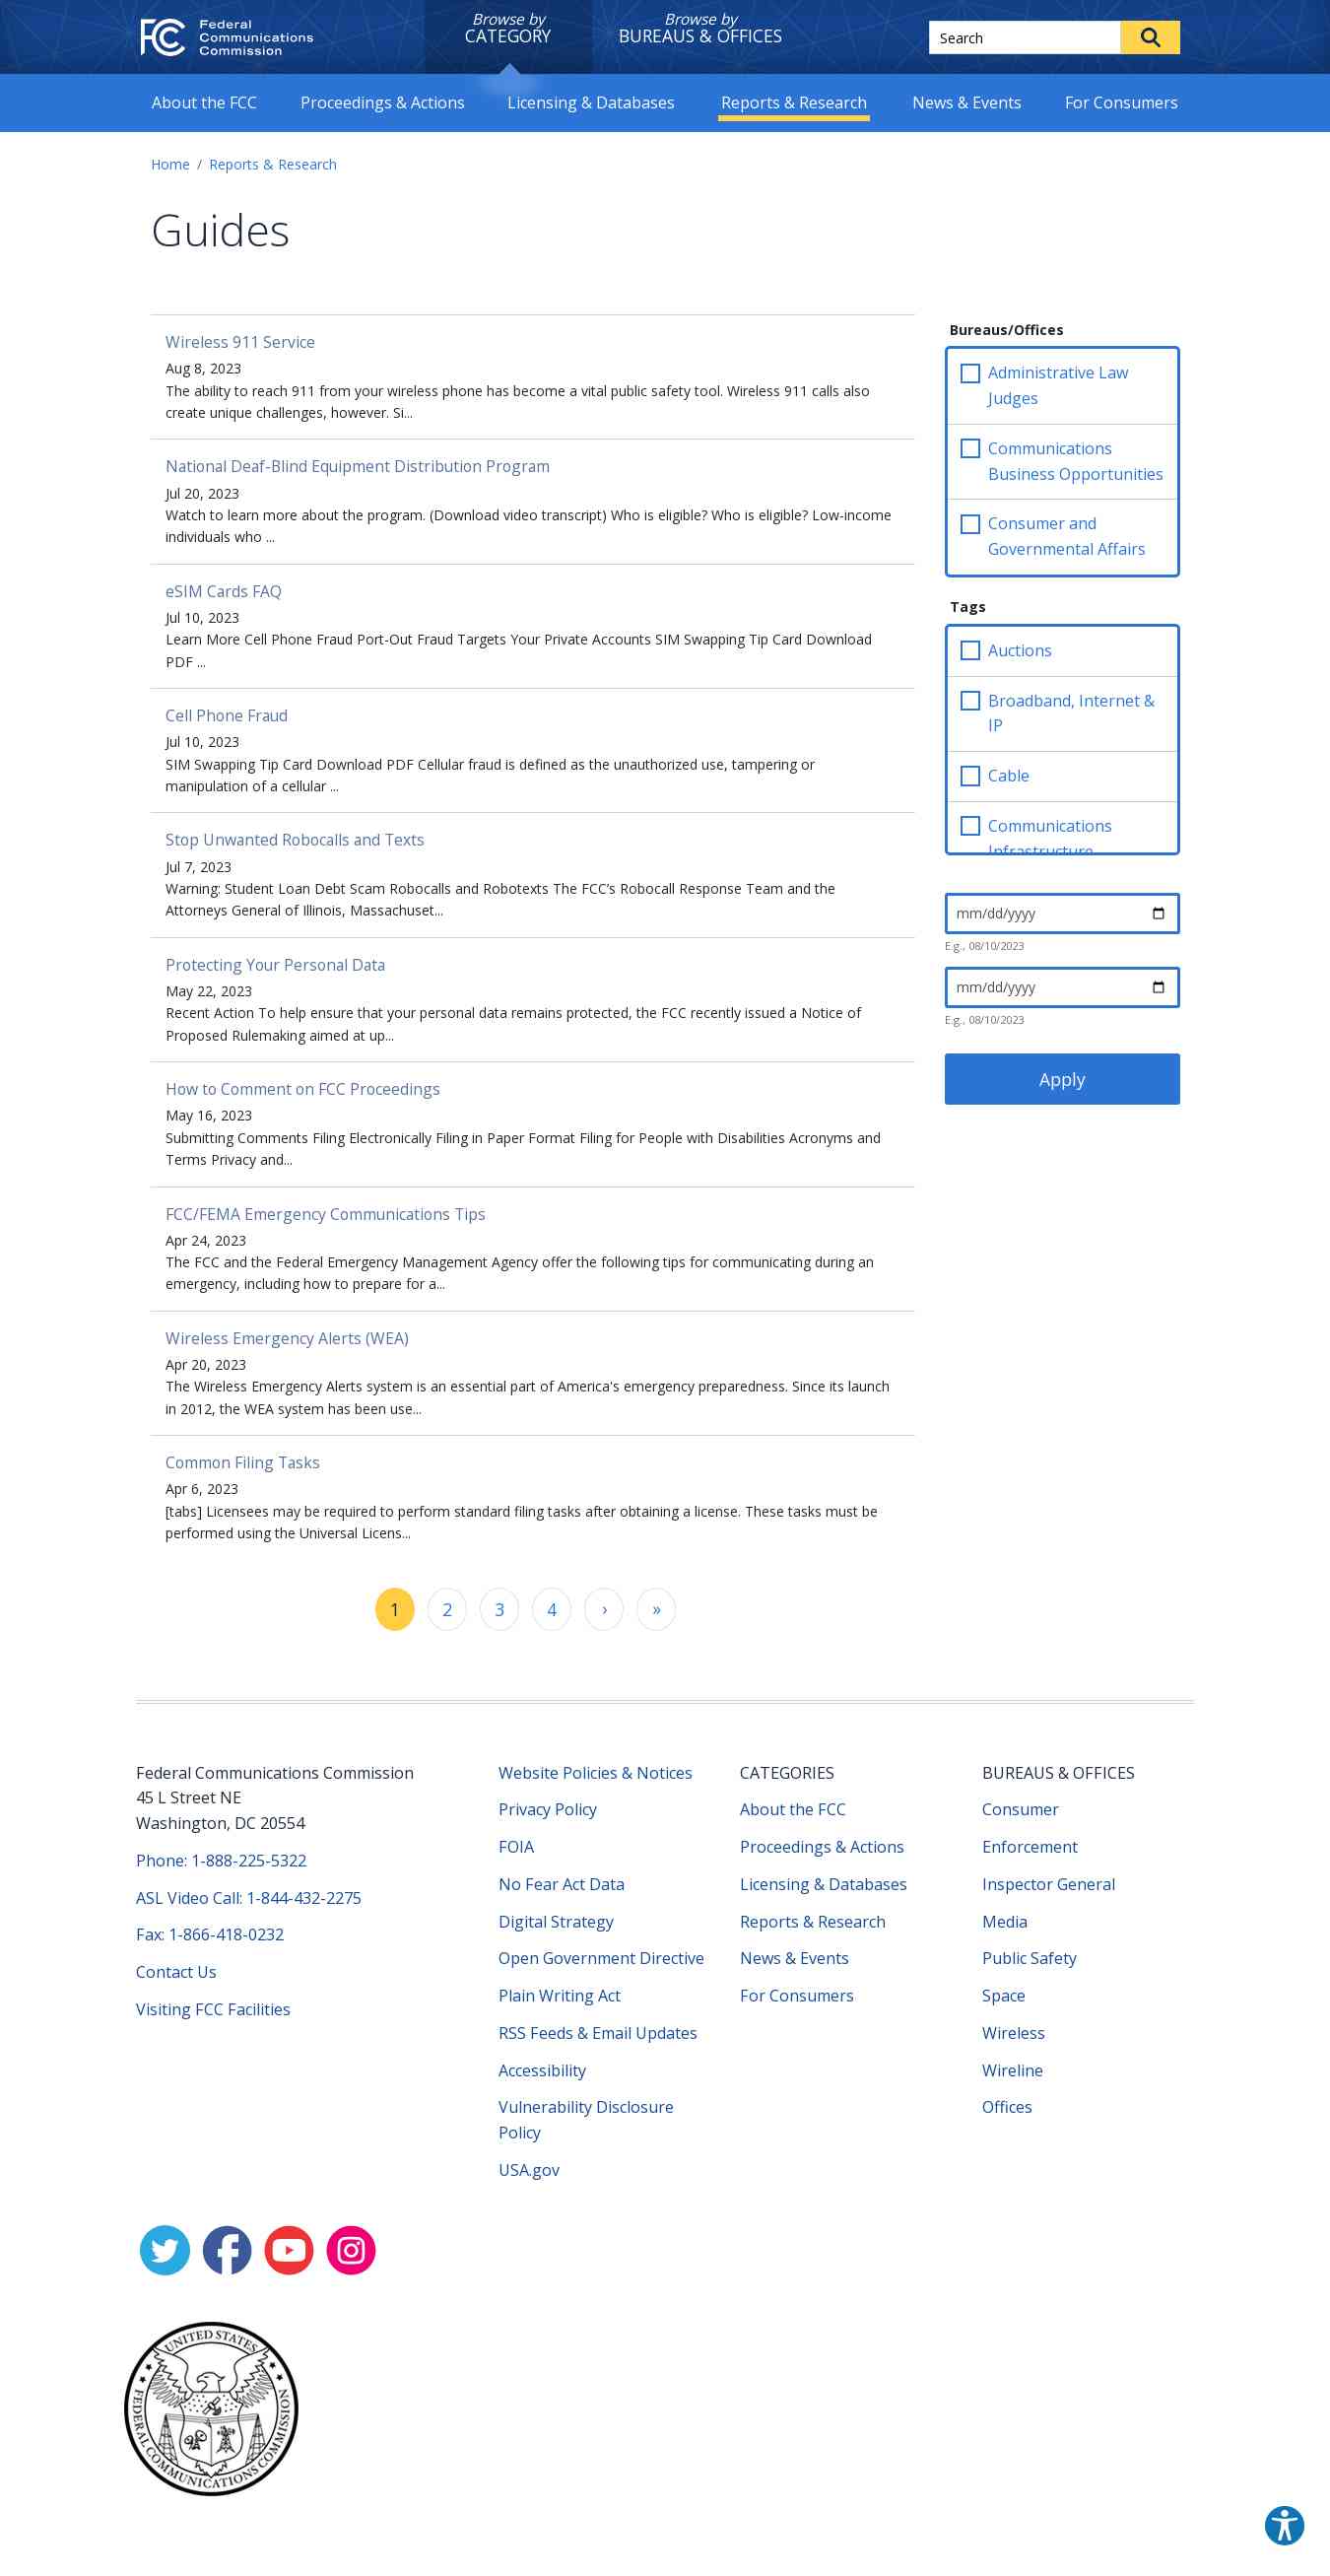 Federal
Communications
Commission
Browse by
CATEGORY
Browse by
BUREAUS & OFFICES
Search
About the FCC
Proceedings & Actions
Licensing & Databases
Reports & Research
News & Events
For Consumers
Home / Reports & Research
Guides
Wireless 911 Service
Aug 8, 2023
The ability to reach 911 from your wireless phone has become a vital public safety tool. Wireless 911 calls also
create unique challenges, however. Si...
National Deaf-Blind Equipment Distribution Program
Jul 20, 2023
Watch to learn more about the program. (Download video transcript) Who is eligible? Who is eligible? Low-income
individuals who ...
eSIM Cards FAQ
Jul 10, 2023
Learn More Cell Phone Fraud Port-Out Fraud Targets Your Private Accounts SIM Swapping Tip Card Download
PDF ...
Cell Phone Fraud
Jul 10, 2023
SIM Swapping Tip Card Download PDF Cellular fraud is defined as the unauthorized use, tampering or
manipulation of a cellular ...
Stop Unwanted Robocalls and Texts
Jul 7, 2023
Warning: Student Loan Debt Scam Robocalls and Robotexts The FCC's Robocall Response Team and the
Attorneys General of Illinois, Massachuset...
Protecting Your Personal Data
May 22, 2023
Recent Action To help ensure that your personal data remains protected, the FCC recently issued a Notice of
Proposed Rulemaking aimed at up...
How to Comment on FCC Proceedings
May 16, 2023
Submitting Comments Filing Electronically Filing in Paper Format Filing for People with Disabilities Acronyms and
Terms Privacy and...
FCC/FEMA Emergency Communications Tips
Apr 24, 2023
The FCC and the Federal Emergency Management Agency offer the following tips for communicating during an
emergency, including how to prepare for a...
Wireless Emergency Alerts (WEA)
Apr 20, 2023
The Wireless Emergency Alerts system is an essential part of America's emergency preparedness. Since its launch
in 2012, the WEA system has been use...
Common Filing Tasks
Apr 6, 2023
[tabs] Licensees may be required to perform standard filing tasks after obtaining a license. These tasks must be
performed using the Universal Licens...
1 2 3 4 › »
Bureaus/Offices
Administrative Law
Judges
Communications
Business Opportunities
Consumer and
Governmental Affairs
Tags
Auctions
Broadband, Internet &
IP
Cable
Communications
Infrastructure
mm/dd/yyyy
E.g., 08/10/2023
mm/dd/yyyy
E.g., 08/10/2023
Apply
Federal Communications Commission
45 L Street NE
Washington, DC 20554
Phone: 1-888-225-5322
ASL Video Call: 1-844-432-2275
Fax: 1-866-418-0232
Contact Us
Visiting FCC Facilities
Website Policies & Notices
Privacy Policy
FOIA
No Fear Act Data
Digital Strategy
Open Government Directive
Plain Writing Act
RSS Feeds & Email Updates
Accessibility
Vulnerability Disclosure
Policy
USA.gov
CATEGORIES
About the FCC
Proceedings & Actions
Licensing & Databases
Reports & Research
News & Events
For Consumers
BUREAUS & OFFICES
Consumer
Enforcement
Inspector General
Media
Public Safety
Space
Wireless
Wireline
Offices
UNITED STATES
FEDERAL COMMUNICATIONS COMMISSION